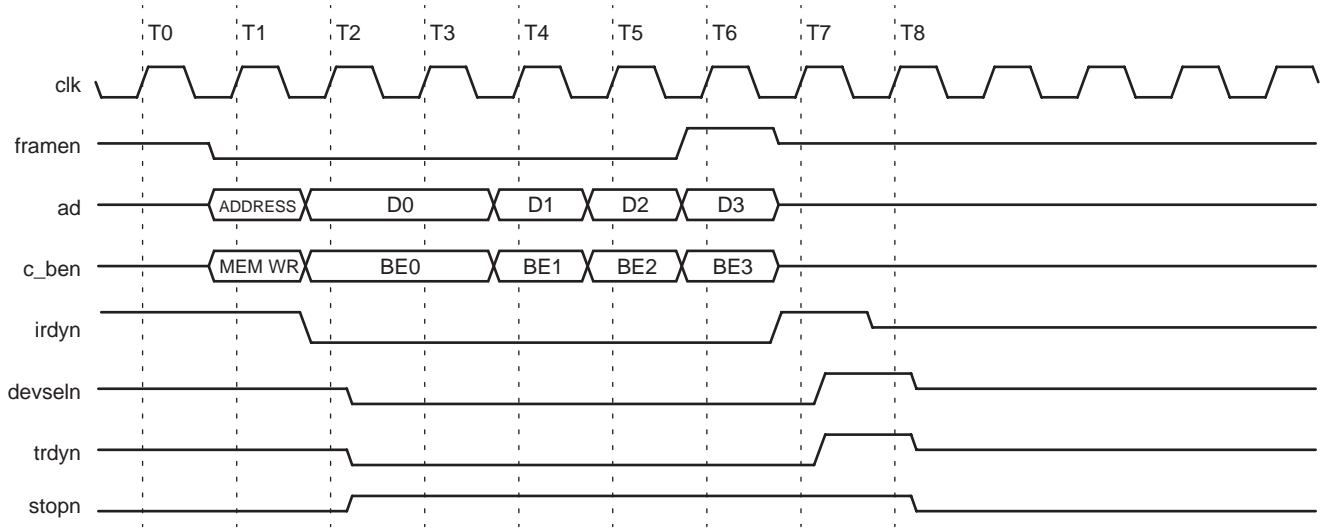 T0 T1 T2 T3 T4 T5 T6 T7 T8
clk
framen
ad ADDRESS D0 D1 D2 D3
c_ben MEM WR BE0 BE1 BE2 BE3
irdyn
devseln
trdyn
stopn